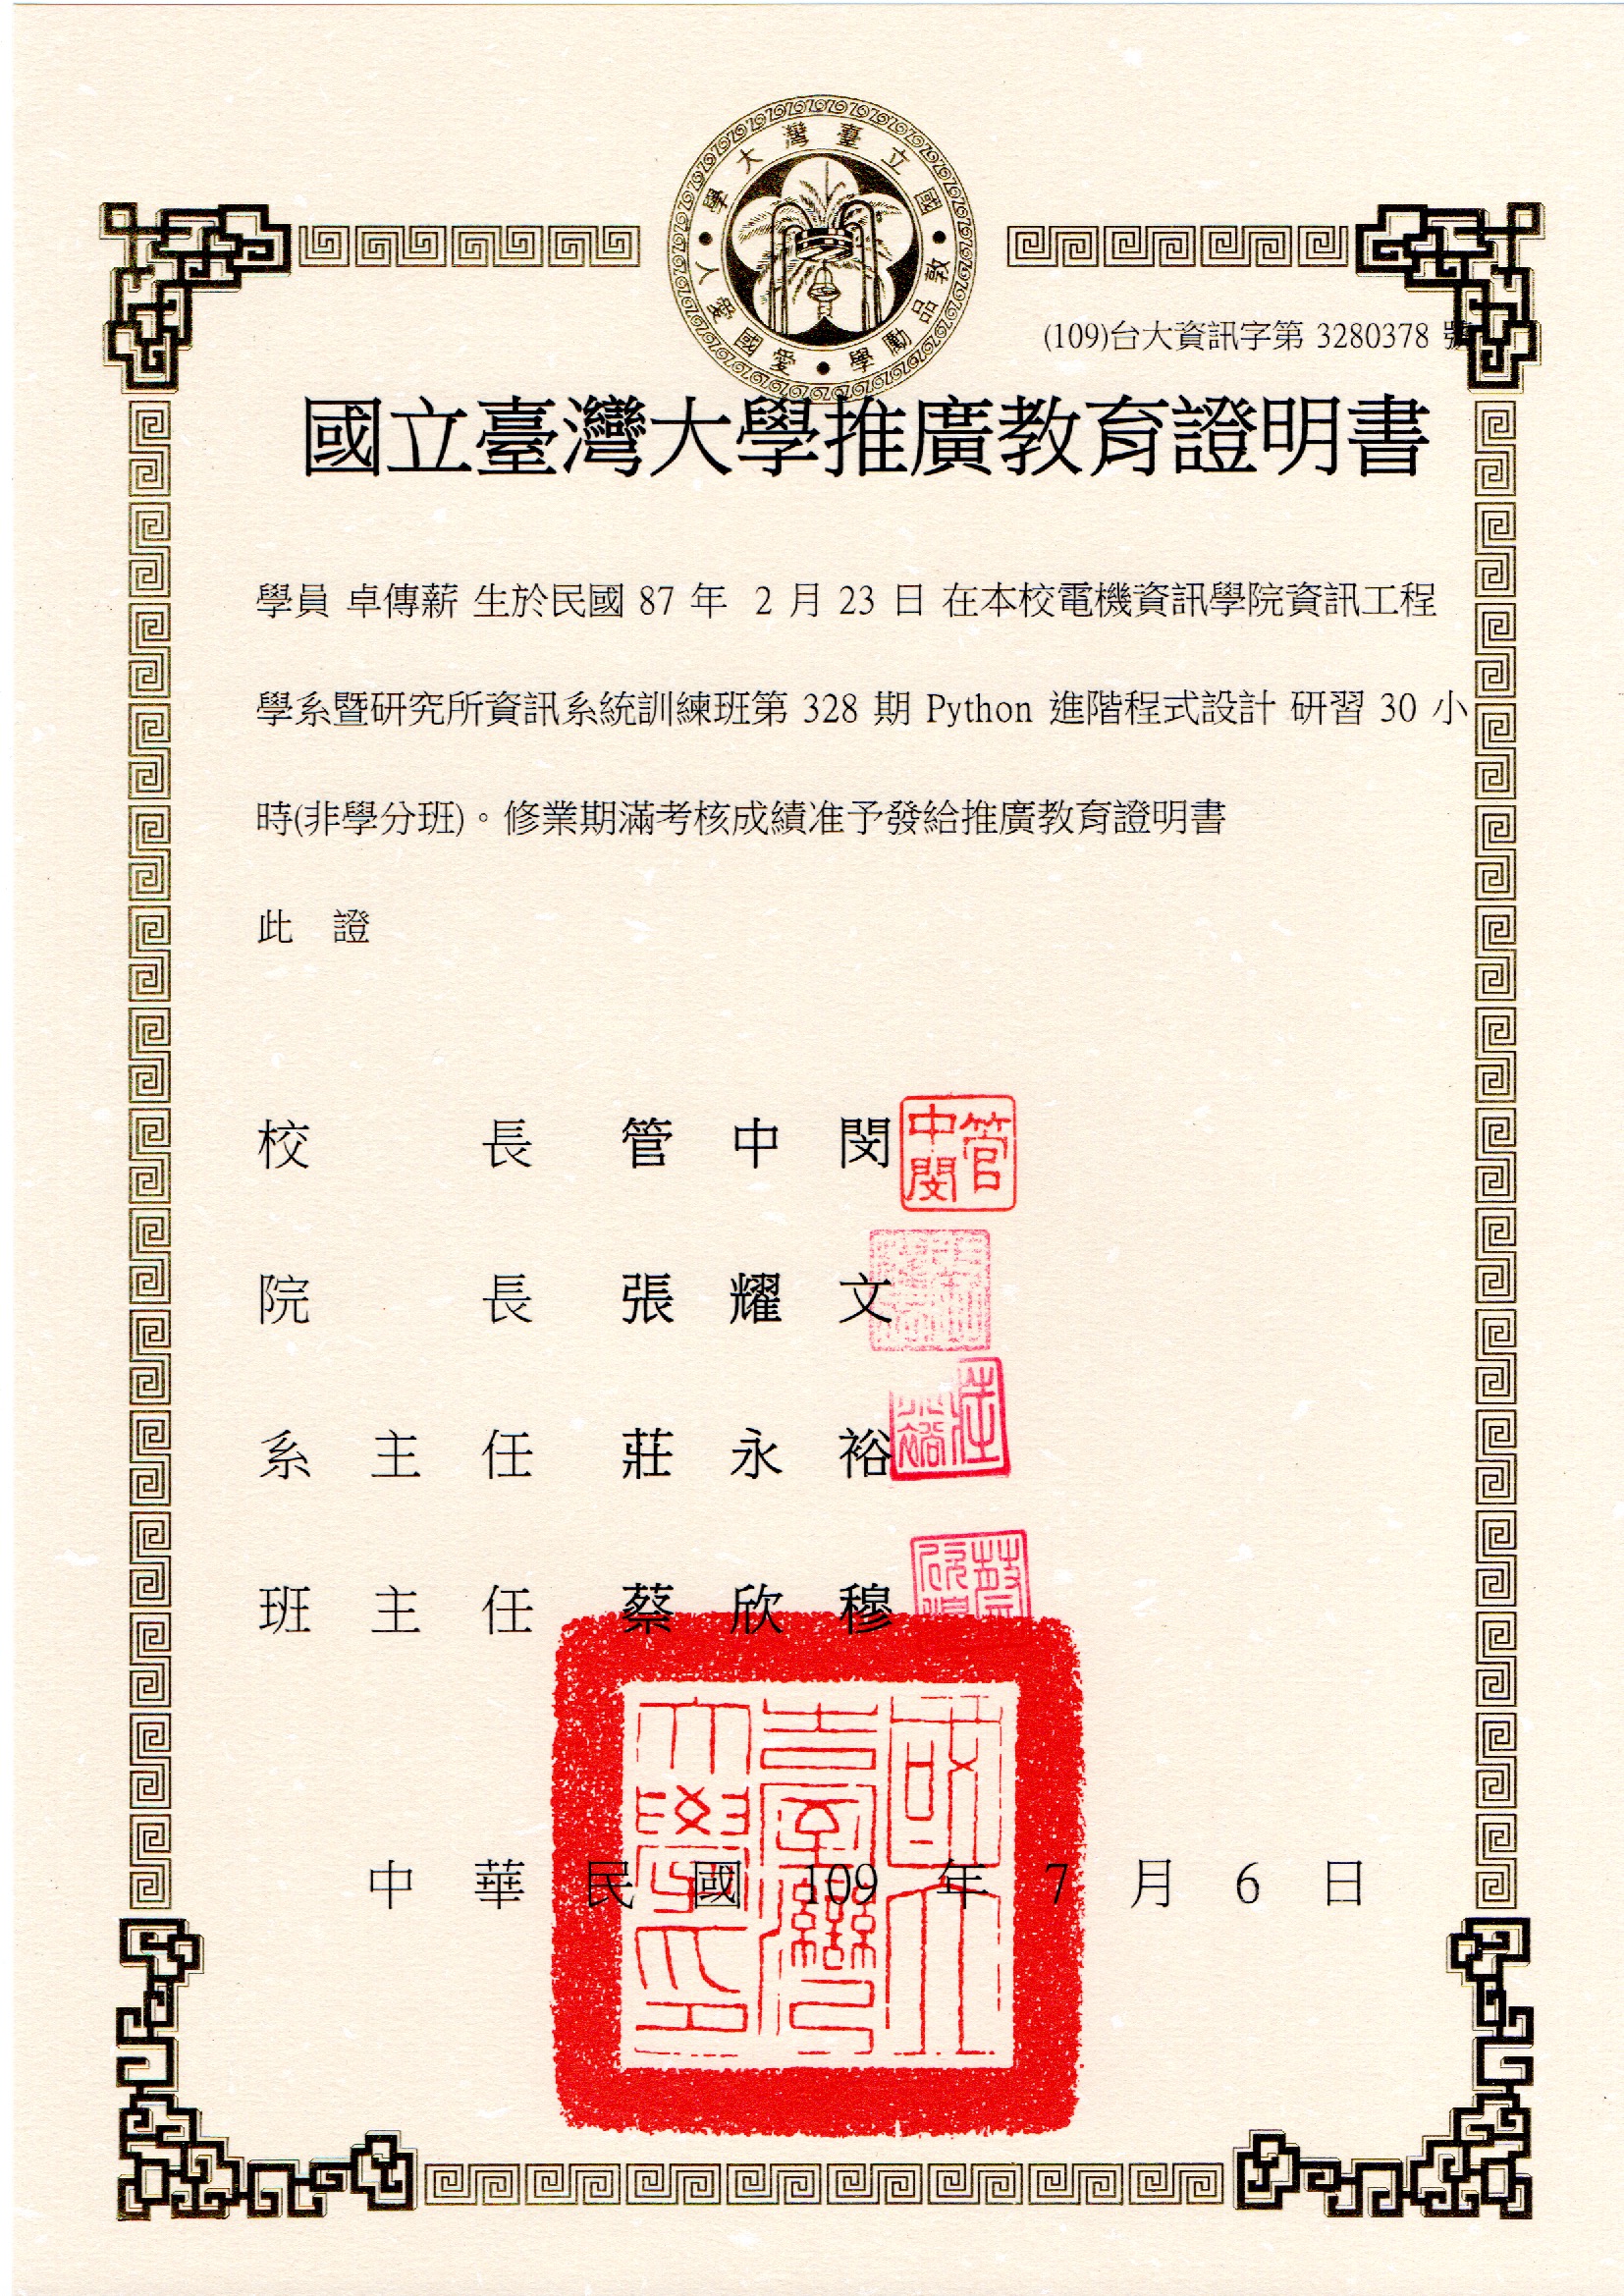 國立臺灣大學
敦品勵學
愛國愛人
(109)台大資訊字第 3280378 號
國立臺灣大學推廣教育證明書
學員 卓傳薪 生於民國 87 年 2 月 23 日 在本校電機資訊學院資訊工程
學系暨研究所資訊系統訓練班第 328 期 Python 進階程式設計 研習 30 小
時(非學分班)。修業期滿考核成績准予發給推廣教育證明書
此 證
校 長 管 中 閔
管中閔
院 長 張 耀 文
系 主 任 莊 永 裕
班 主 任 蔡 欣 穆
國立臺灣大學印
中 華 民 國 109 年 7 月 6 日